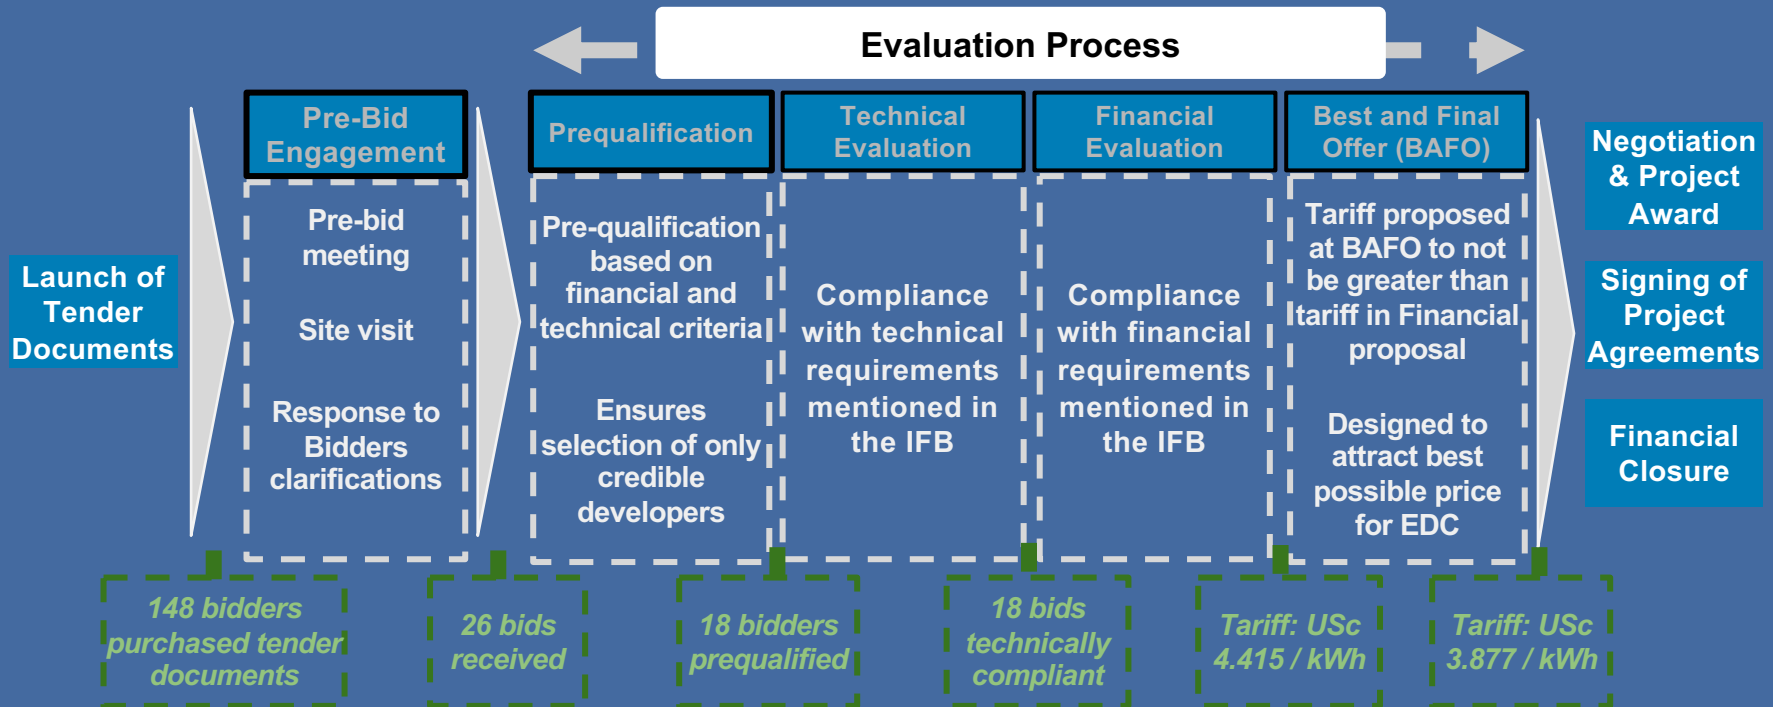 Evaluation Process
Launch of
Tender
Documents
Pre-Bid
Engagement
Pre-bid
meeting
Site visit
Response to
Bidders
clarifications
Prequalification
Pre-qualification
based on
financial and
technical criteria
Ensures
selection of only
credible
developers
Technical
Evaluation
Compliance
with technical
requirements
mentioned in
the IFB
Financial
Evaluation
Compliance
with financial
requirements
mentioned in
the IFB
Best and Final
Offer (BAFO)
Tariff proposed
at BAFO to not
be greater than
tariff in Financial
proposal
Designed to
attract best
possible price
for EDC
Negotiation
& Project
Award
Signing of
Project
Agreements
Financial
Closure
148 bidders
purchased tender
documents
26 bids
received
18 bidders
prequalified
18 bids
technically
compliant
Tariff: USc
4.415 / kWh
Tariff: USc
3.877 / kWh